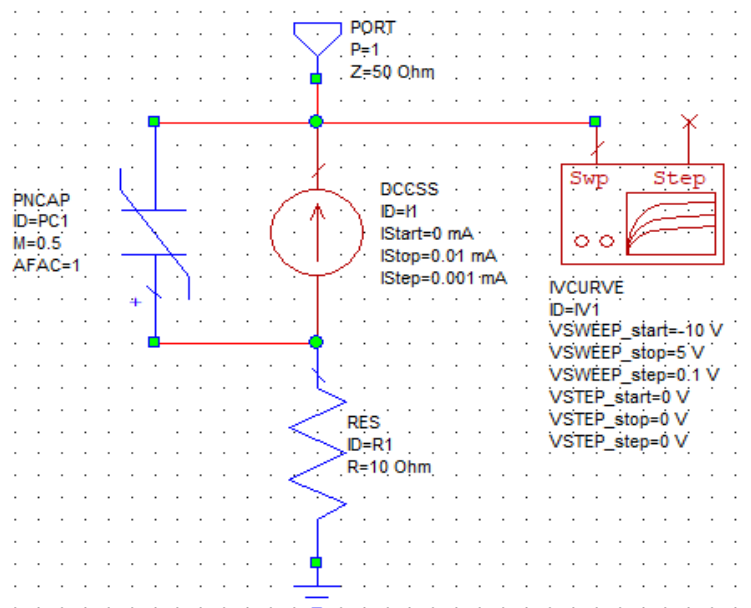 PORT
P=1
Z=50 Ohm
PNCAP
ID=PC1
M=0.5
AFAC=1
+
DCCSS
ID=I1
IStart=0 mA
IStop=0.01 mA
IStep=0.001 mA
Swp Step
IVCURVE
ID=IV1
VSWEEP_start=-10 V
VSWEEP_stop=5 V
VSWEEP_step=0.1 V
VSTEP_start=0 V
VSTEP_stop=0 V
VSTEP_step=0 V
RES
ID=R1
R=10 Ohm